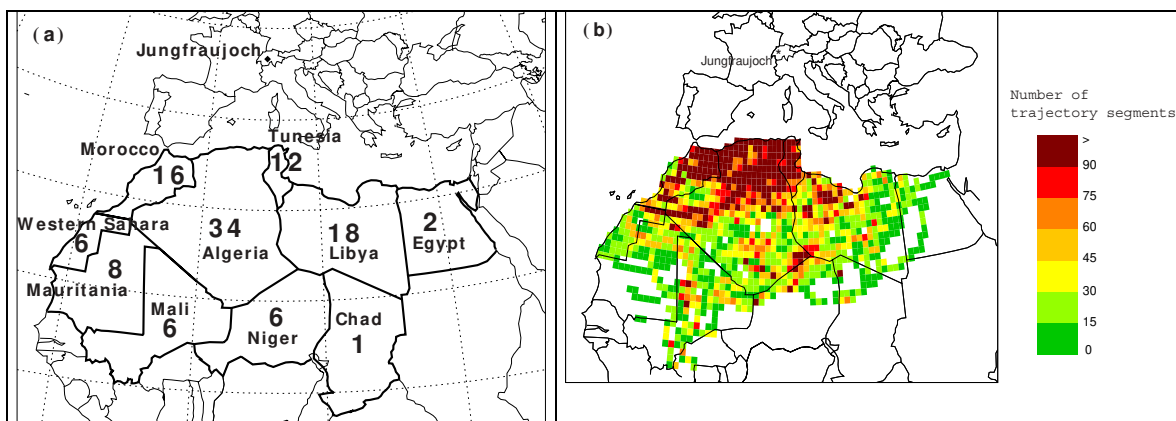 (a)
Jungfraujoch
Tunesia
12
Morocco
16
Western Sahara
6
34
Algeria
18
Libya
2
Egypt
8
Mauritania
Mali
6
6
Niger
Chad
1
(b)
Jungfraujoch
Number of
trajectory segments
>
90
75
60
45
30
15
0